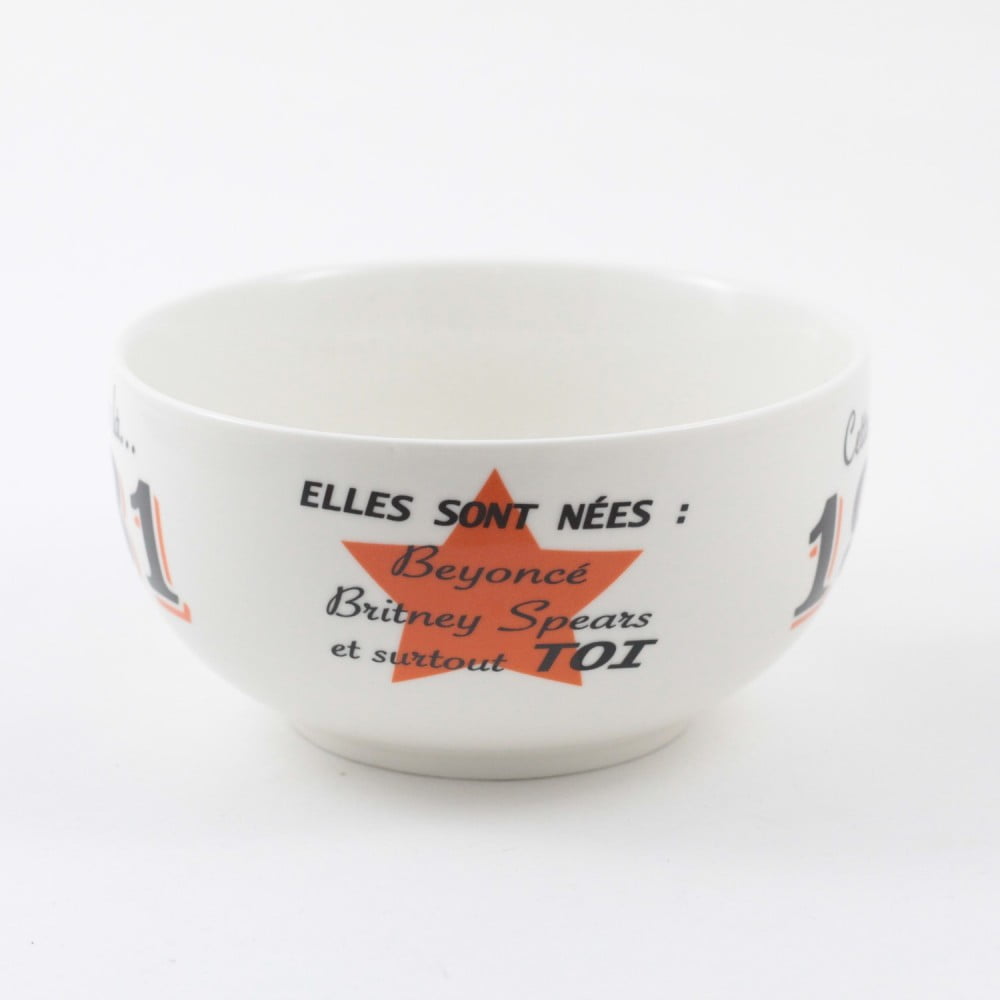 ELLES SONT NÉES :
Beyoncé
Britney Spears
et surtout TOI